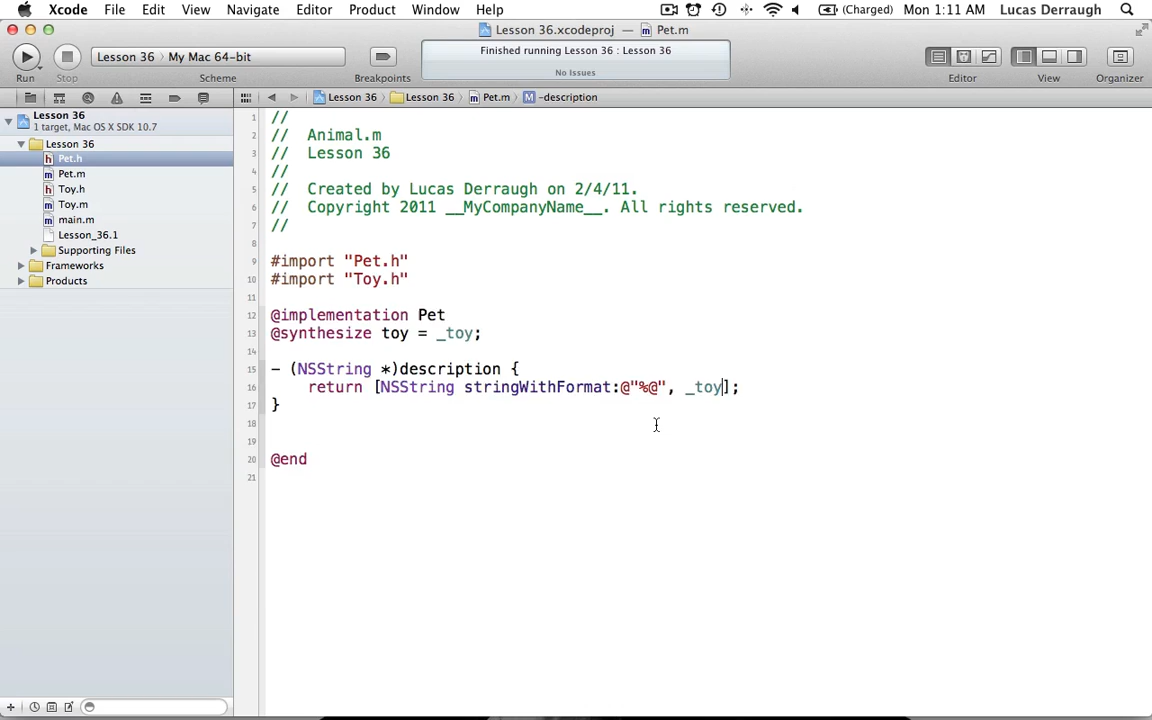 Xcode File Edit View Navigate Editor Product Window Help (Charged) Mon 1:11 AM Lucas Derraugh
Lesson 36.xcodeproj — Pet.m
Lesson 36 My Mac 64-bit
Finished running Lesson 36 : Lesson 36
No Issues
Run Stop Scheme Breakpoints Editor View Organizer
Lesson 36 Lesson 36 Pet.m M -description
Lesson 36
1 target, Mac OS X SDK 10.7
Lesson 36
h Pet.h
m Pet.m
h Toy.h
m Toy.m
m main.m
Lesson_36.1
Supporting Files
Frameworks
Products
1 //
2 // Animal.m
3 // Lesson 36
4 //
5 // Created by Lucas Derraugh on 2/4/11.
6 // Copyright 2011 __MyCompanyName__. All rights reserved.
7 //
8
9 #import "Pet.h"
10 #import "Toy.h"
11
12 @implementation Pet
13 @synthesize toy = _toy;
14
15 - (NSString *)description {
16 return [NSString stringWithFormat:@"%@", _toy];
17 }
18
19
20 @end
21